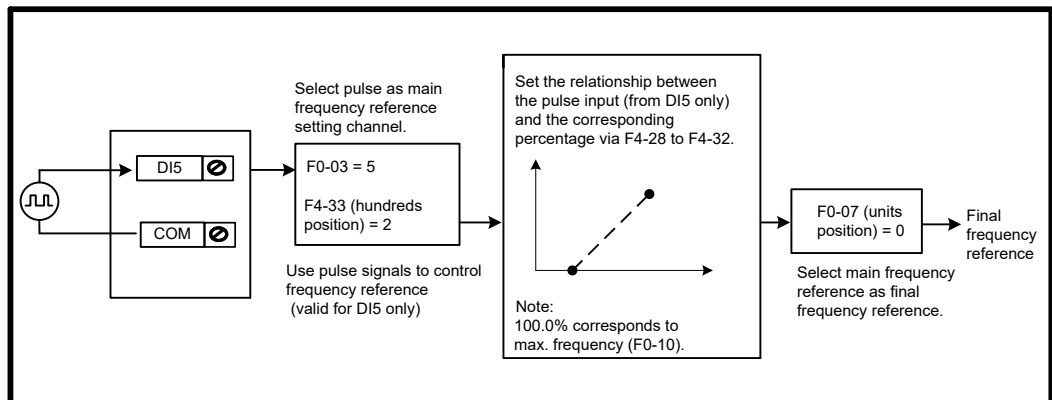 DI5
COM
Select pulse as main
frequency reference
setting channel.
F0-03 = 5
F4-33 (hundreds
position) = 2
Use pulse signals to control
frequency reference
(valid for DI5 only)
Set the relationship between
the pulse input (from DI5 only)
and the corresponding
percentage via F4-28 to F4-32.
Note:
100.0% corresponds to
max. frequency (F0-10).
F0-07 (units
position) = 0
Select main frequency
reference as final
frequency reference.
Final
frequency
reference